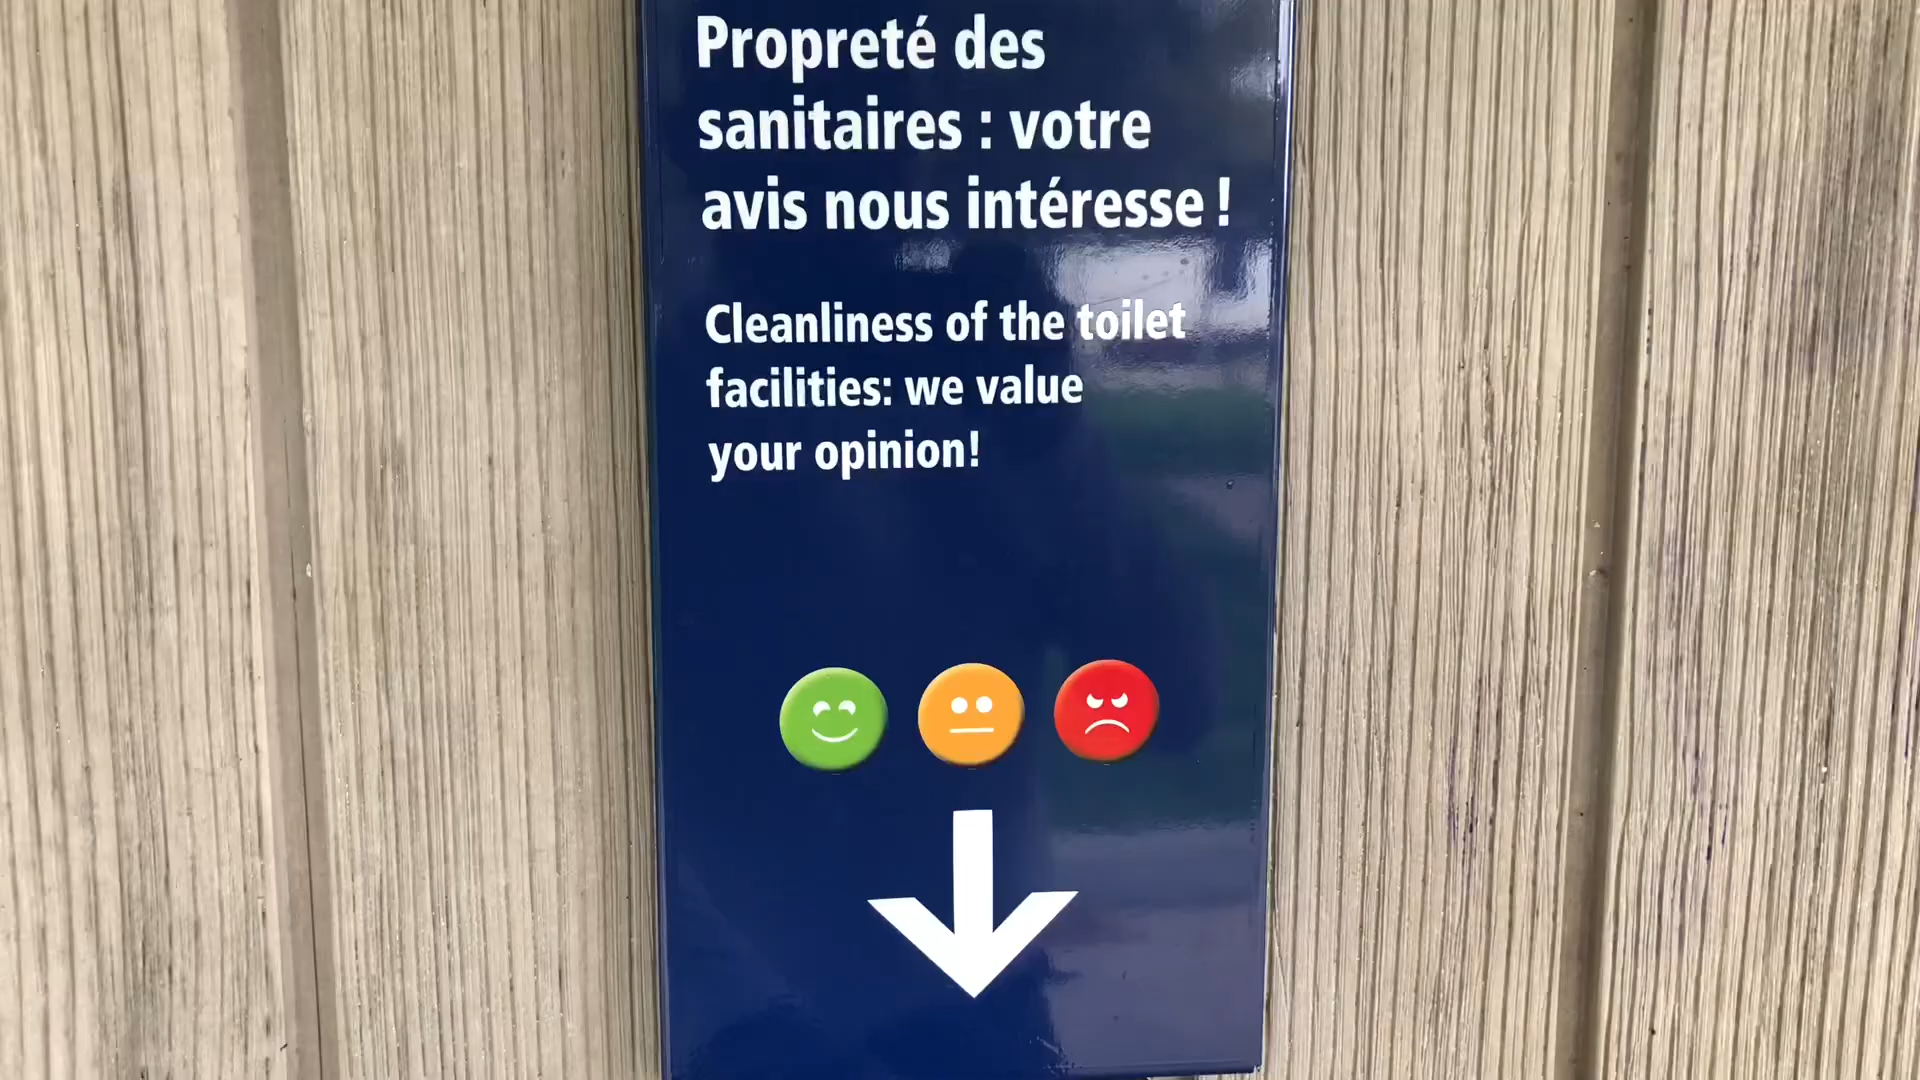 Propreté des
sanitaires : votre
avis nous intéresse !
Cleanliness of the toilet
facilities: we value
your opinion!